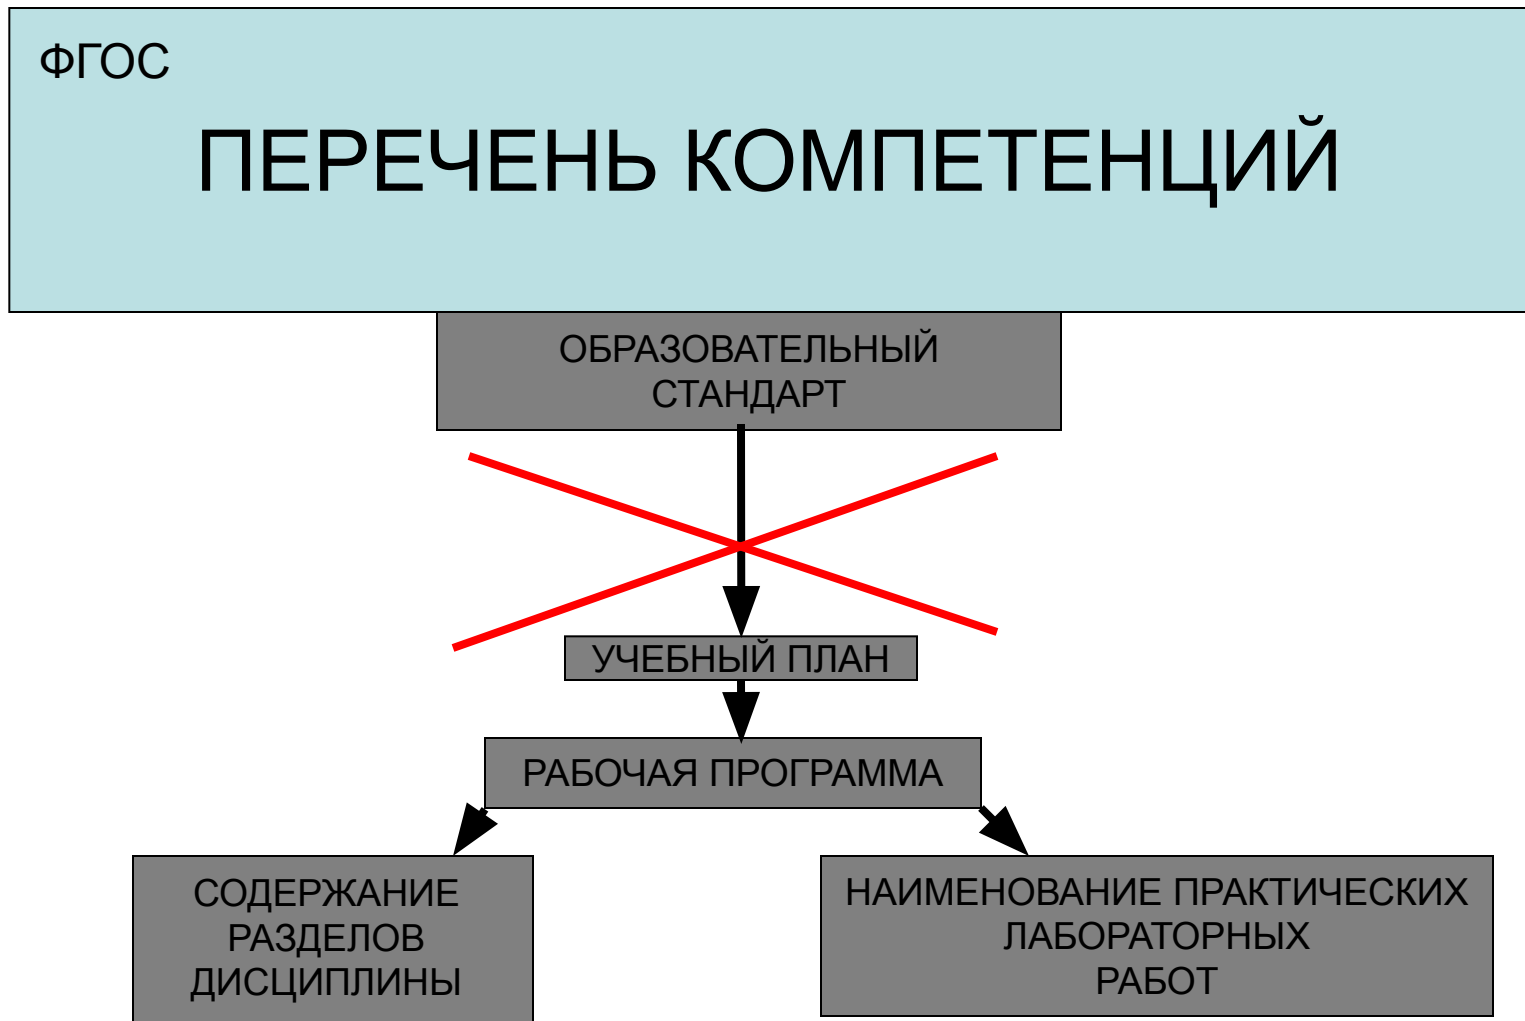 ФГОС
ПЕРЕЧЕНЬ КОМПЕТЕНЦИЙ
ОБРАЗОВАТЕЛЬНЫЙ
СТАНДАРТ
УЧЕБНЫЙ ПЛАН
РАБОЧАЯ ПРОГРАММА
СОДЕРЖАНИЕ
РАЗДЕЛОВ
ДИСЦИПЛИНЫ
НАИМЕНОВАНИЕ ПРАКТИЧЕСКИХ
ЛАБОРАТОРНЫХ
РАБОТ